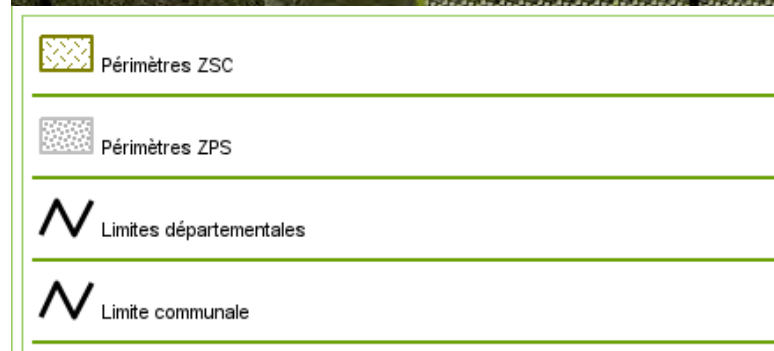 Périmètres ZSC
Périmètres ZPS
Limites départementales
Limite communale